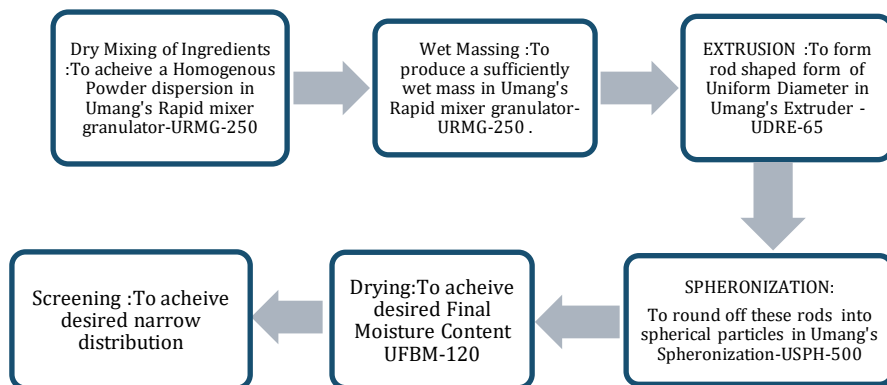 Dry Mixing of Ingredients
:To acheive a Homogenous
Powder dispersion in
Umang's Rapid mixer
granulator-URMG-250
Wet Massing :To
produce a sufficiently
wet mass in Umang's
Rapid mixer granulator-
URMG-250 .
EXTRUSION :To form
rod shaped form of
Uniform Diameter in
Umang's Extruder -
UDRE-65
SPHERONIZATION:
To round off these rods into
spherical particles in Umang's
Spheronization-USPH-500
Drying:To acheive
desired Final
Moisture Content
UFBM-120
Screening :To acheive
desired narrow
distribution